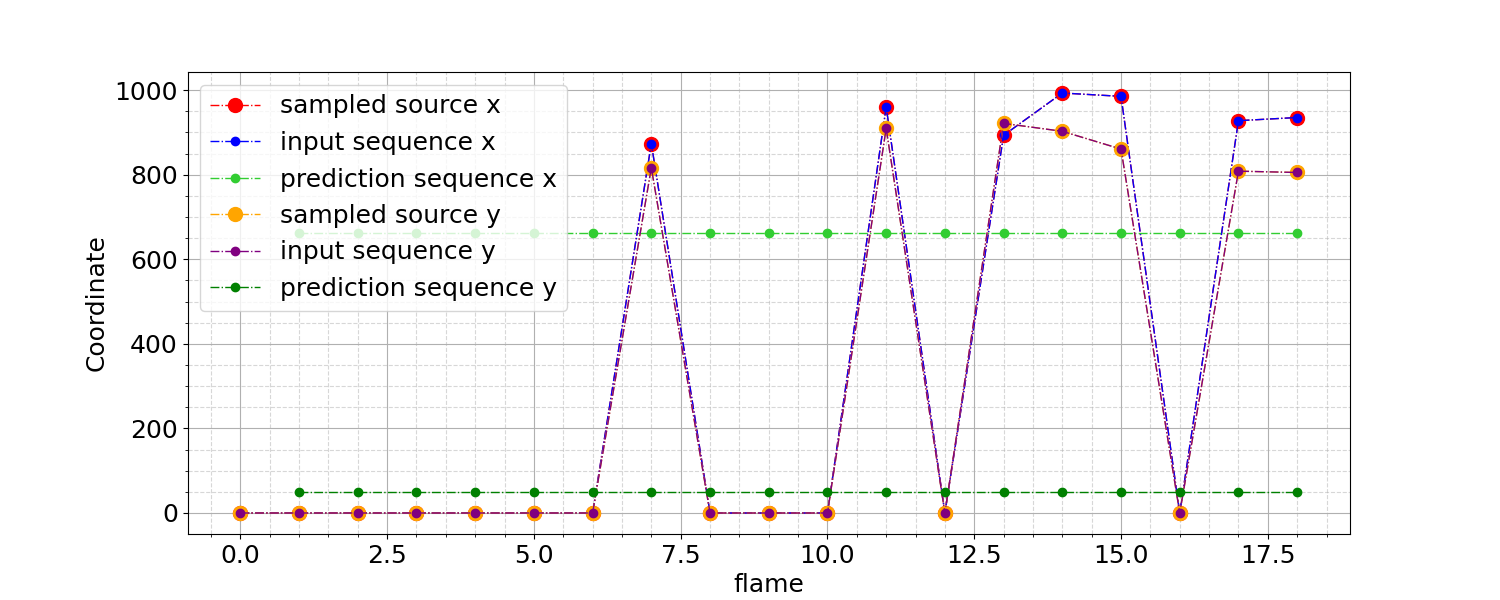 1000
800
600
400
200
0
Coordinate
sampled source x
input sequence x
prediction sequence x
sampled source y
input sequence y
prediction sequence y
0.0 2.5 5.0 7.5 10.0 12.5 15.0 17.5
flame